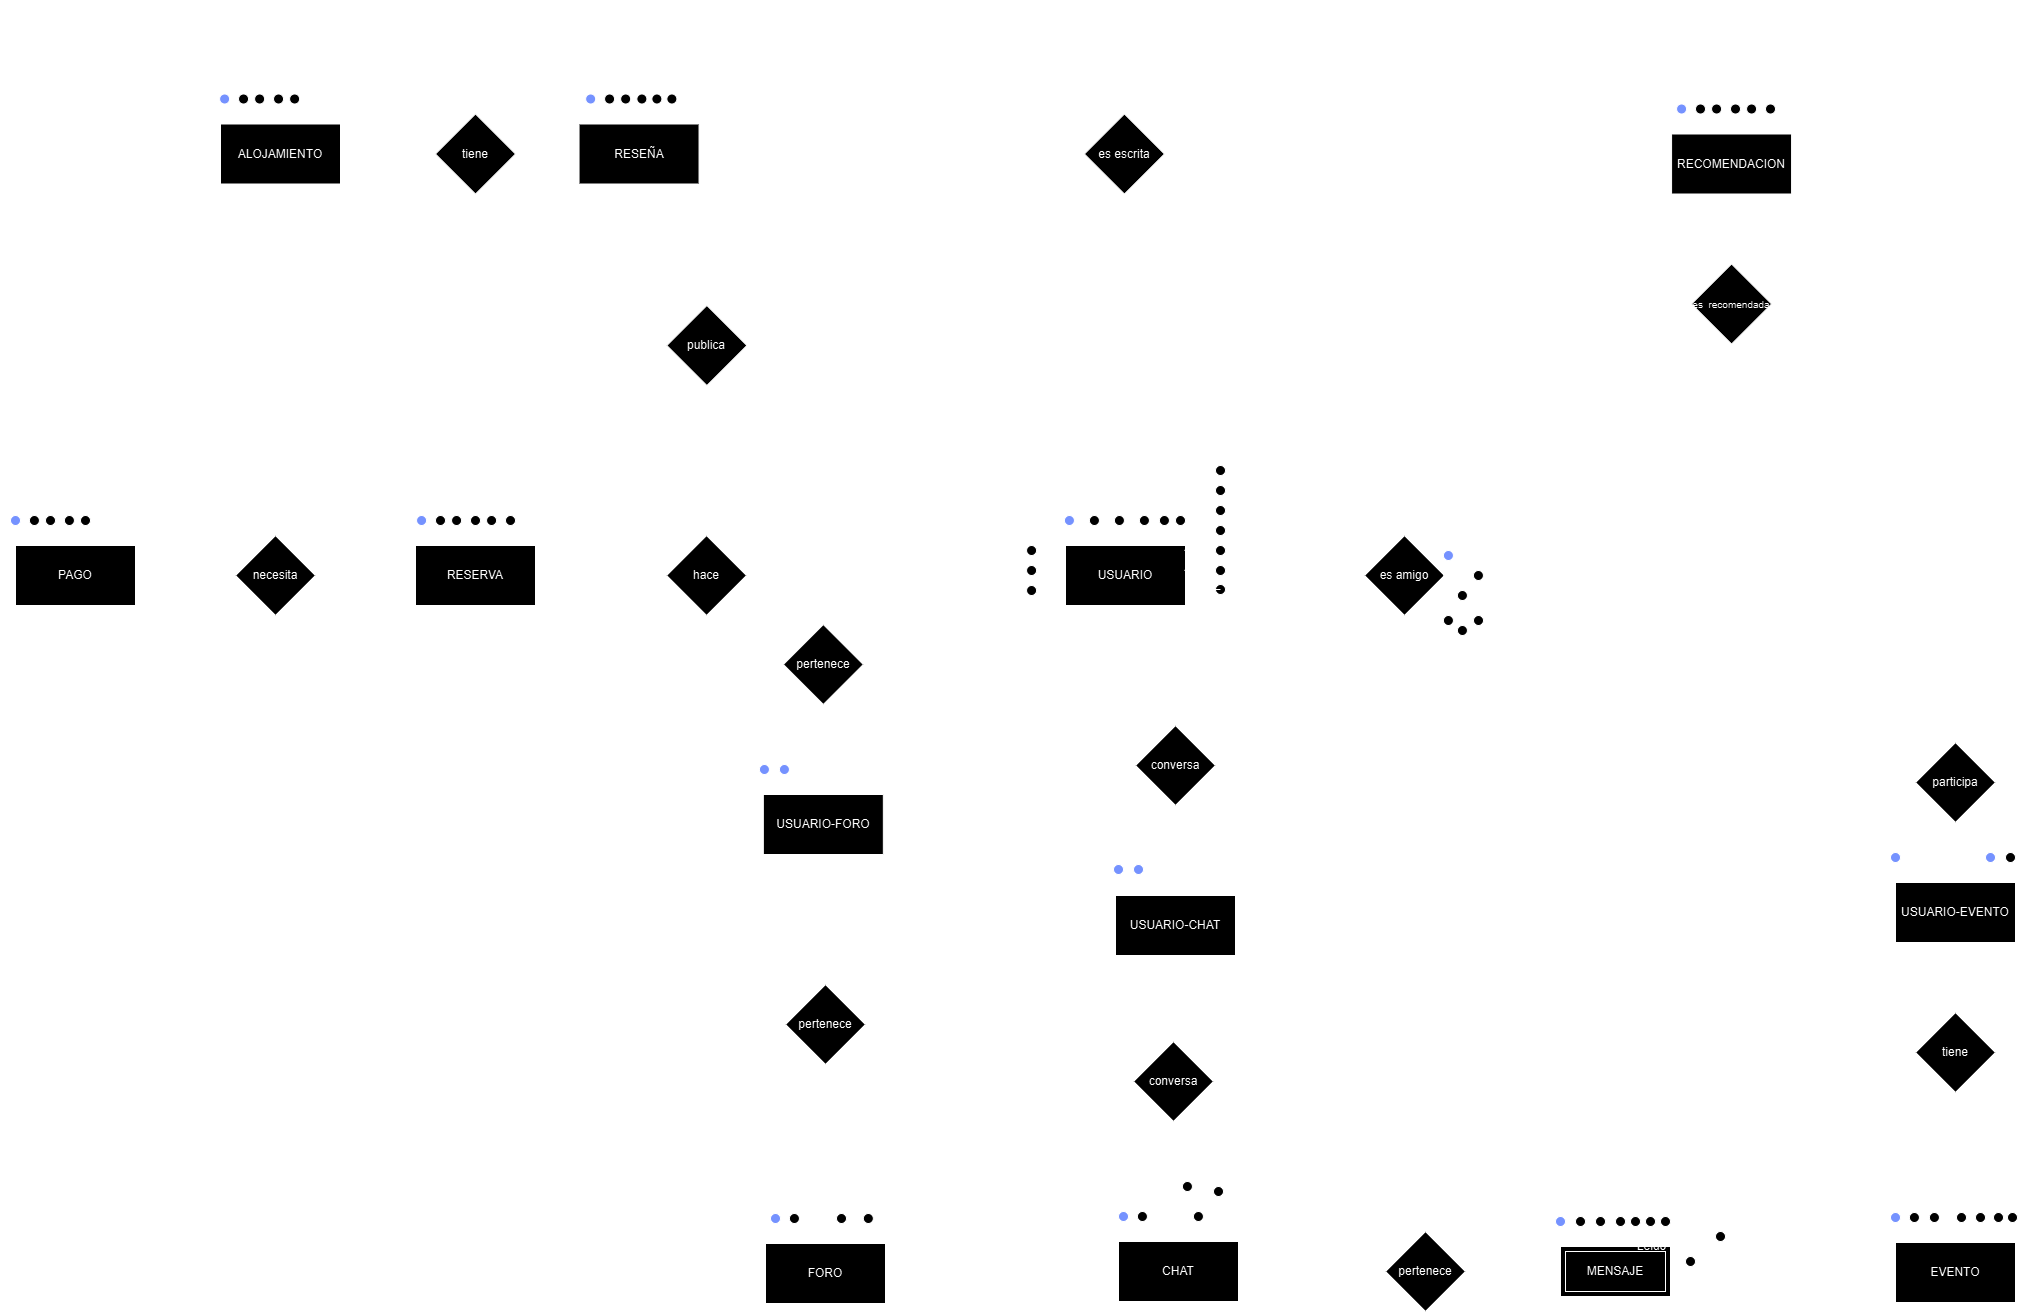 ALOJAMIENTO
tiene
RESEÑA
es escrita
RECOMENDACION
es recomendada
publica
PAGO
necesita
RESERVA
hace
USUARIO
es amigo
pertenece
conversa
participa
USUARIO-FORO
USUARIO-CHAT
USUARIO-EVENTO
pertenece
tiene
conversa
Leido
FORO
CHAT
pertenece
MENSAJE
EVENTO